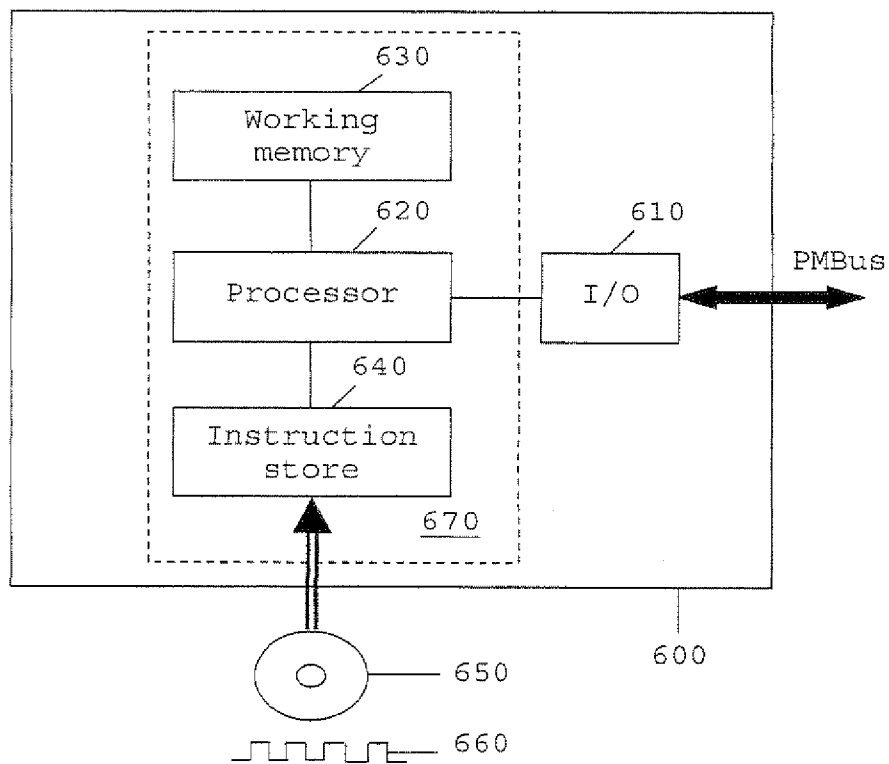 630
Working
memory
620
Processor
610
I/O
PMBus
640
Instruction
store
670
600
650
660